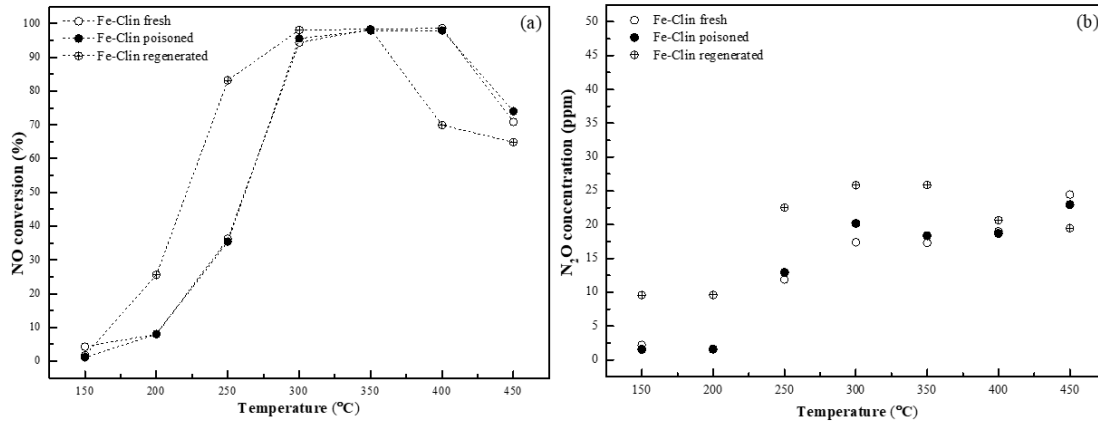 (a)
Fe-Clin fresh
Fe-Clin poisoned
Fe-Clin regenerated
NO conversion (%)
100
90
80
70
60
50
40
30
20
10
0
150 200 250 300 350 400 450
Temperature (°C)
(b)
Fe-Clin fresh
Fe-Clin poisoned
Fe-Clin regenerated
N₂O concentration (ppm)
50
45
40
35
30
25
20
15
10
5
0
150 200 250 300 350 400 450
Temperature (°C)